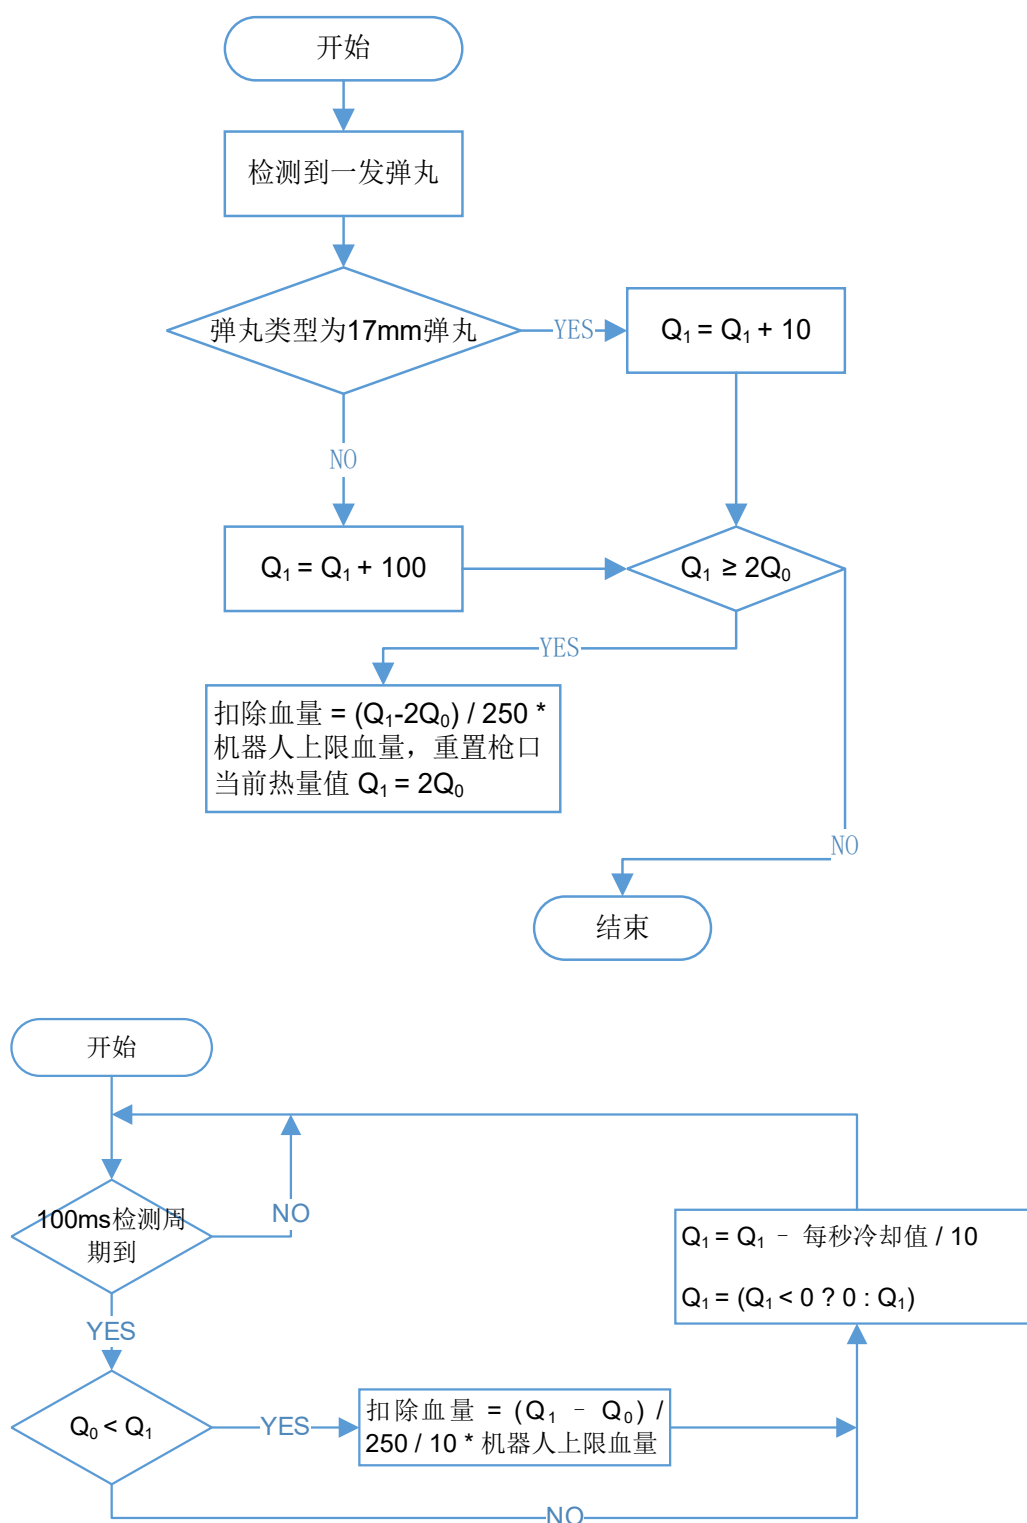 开始
检测到一发弹丸
弹丸类型为17mm弹丸
YES
Q₁ = Q₁ + 10
NO
Q₁ = Q₁ + 100
Q₁ ≥ 2Q₀
YES
扣除血量 = (Q₁-2Q₀) / 250 *
机器人上限血量，重置枪口
当前热量值 Q₁ = 2Q₀
NO
结束
开始
100ms检测周
期到
NO
YES
Q₁ = Q₁ - 每秒冷却值 / 10
Q₁ = (Q₁ < 0 ? 0 : Q₁)
Q₀ < Q₁
YES
扣除血量 = (Q₁ - Q₀) /
250 / 10 * 机器人上限血量
NO